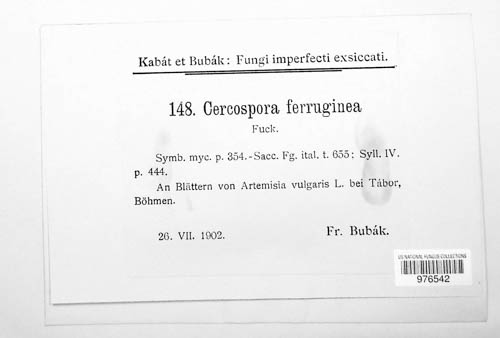 Kabát et Bubák: Fungi imperfecti exsiccati.
148. Cercospora ferruginea
Fuck.
Symb. myc. p. 354.-Sacc. Fg. ital. t. 655; Syll. IV.
p. 444.
An Blättern von Artemisia vulgaris L. bei Tábor,
Böhmen.
26. VII. 1902.
Fr. Bubák.
US NATIONAL FUNGUS COLLECTIONS
976542